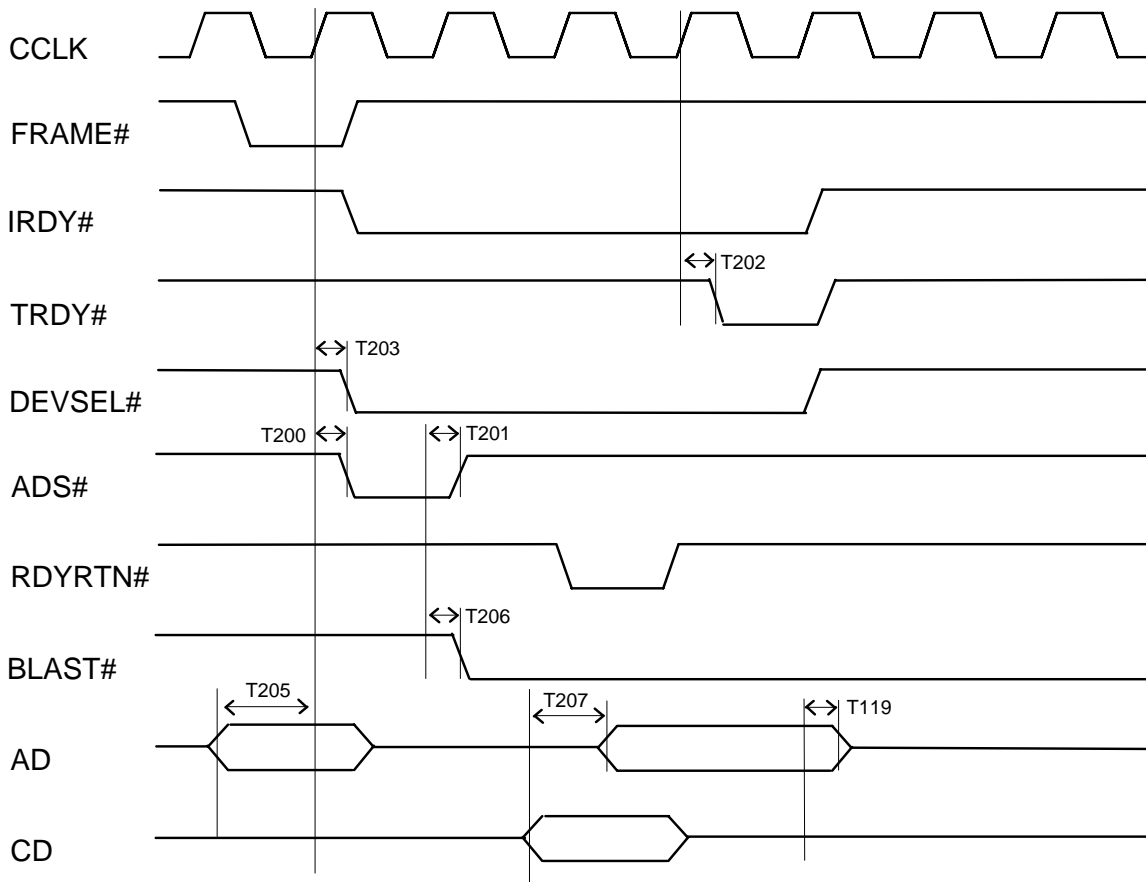 CCLK
FRAME#
IRDY#
T202
TRDY#
T203
DEVSEL#
T200
T201
ADS#
RDYRTN#
T206
BLAST#
T205
T207
T119
AD
CD